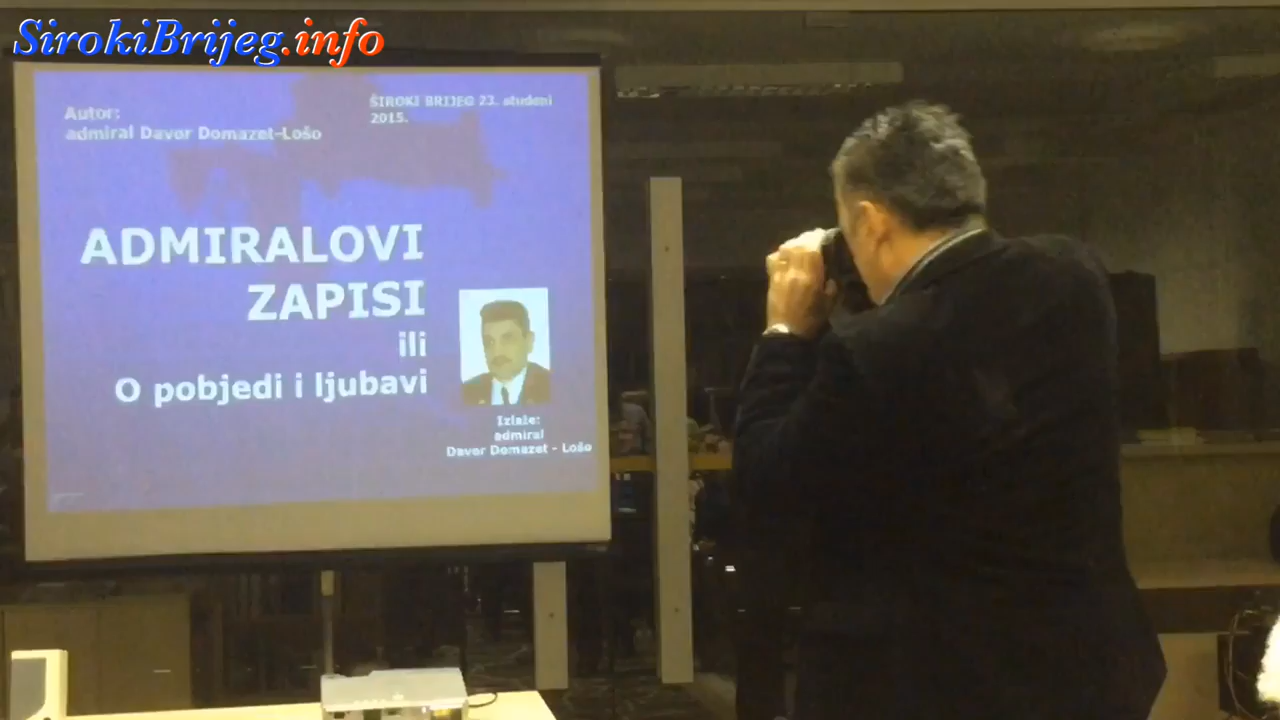 SirokiBrijeg.info
Autor:
admiral Davor Domazet-Lošo
ŠIROKI BRIJEG 23. studeni
2015.
ADMIRALOVI
ZAPISI
ili
O pobjedi i ljubavi
Izlaže:
admiral
Davor Domazet - Lošo